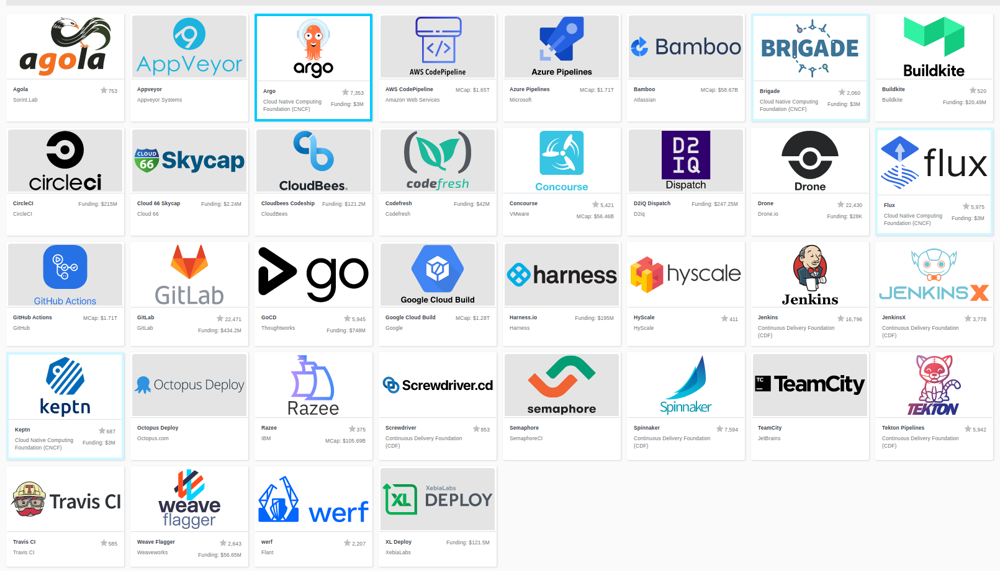 agola
Agola
753
Sorint.Lab
AppVeyor
Appveyor
Appveyor Systems
argo
Argo
7,353
Cloud Native Computing
Foundation (CNCF)
Funding: $3M
AWS CodePipeline
AWS CodePipeline
MCap: $1.65T
Amazon Web Services
Azure Pipelines
Azure Pipelines
MCap: $1.71T
Microsoft
Bamboo
Bamboo
MCap: $58.67B
Atlassian
BRIGADE
Brigade
2,060
Cloud Native Computing
Foundation (CNCF)
Funding: $3M
Buildkite
Buildkite
520
Buildkite
Funding: $20.49M
circleci
CircleCI
Funding: $215M
CircleCI
CLOUD
66
Skycap
Cloud 66 Skycap
Funding: $2.24M
Cloud 66
CloudBees.
Cloudbees Codeship
Funding: $121.2M
CloudBees
codefresh
Codefresh
Funding: $42M
Codefresh
Concourse
Concourse
5,421
VMware
MCap: $56.46B
D2
IQ
Dispatch
D2iQ Dispatch
Funding: $247.25M
D2iq
Drone
Drone
22,430
Drone.io
Funding: $28K
flux
Flux
5,975
Cloud Native Computing
Foundation (CNCF)
Funding: $3M
GitHub Actions
GitHub Actions
MCap: $1.71T
GitHub
GitLab
GitLab
22,471
GitLab
Funding: $434.2M
go
GoCD
5,945
Thoughtworks
Funding: $748M
Google Cloud Build
Google Cloud Build
MCap: $1.28T
Google
harness
Harness.io
Funding: $195M
Harness
hyscale
HyScale
411
HyScale
Jenkins
Jenkins
16,796
Continuous Delivery Foundation
(CDF)
JENKINS X
JenkinsX
3,778
Continuous Delivery Foundation
(CDF)
keptn
Keptn
687
Cloud Native Computing
Foundation (CNCF)
Funding: $3M
Octopus Deploy
Octopus Deploy
Octopus.com
Razee
Razee
375
IBM
MCap: $105.69B
Screwdriver.cd
Screwdriver
853
Continuous Delivery Foundation
(CDF)
semaphore
Semaphore
SemaphoreCI
Spinnaker
Spinnaker
7,594
Continuous Delivery Foundation
(CDF)
TC
TeamCity
TeamCity
JetBrains
TEKTON
Tekton Pipelines
5,942
Continuous Delivery Foundation
(CDF)
T
Travis CI
Travis CI
585
Travis CI
weave
flagger
Weave Flagger
2,643
Weaveworks
Funding: $56.65M
werf
werf
2,207
Flant
XL
XebiaLabs
DEPLOY
XL Deploy
Funding: $121.5M
XebiaLabs